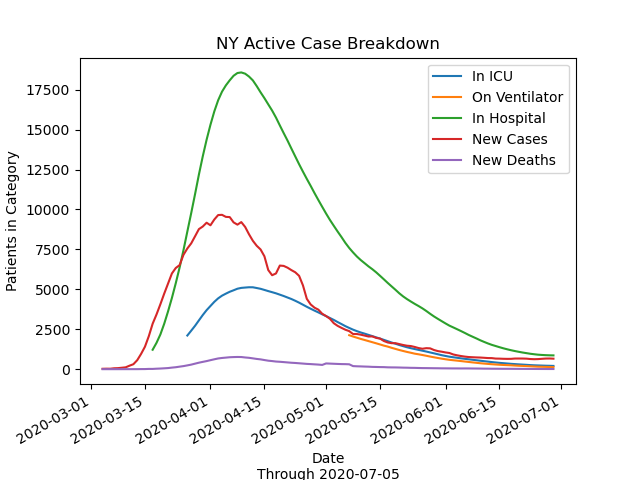 NY Active Case Breakdown
In ICU
On Ventilator
In Hospital
New Cases
New Deaths
Patients in Category
17500
15000
12500
10000
7500
5000
2500
0
2020-03-01
2020-03-15
2020-04-01
2020-04-15
2020-05-01
2020-05-15
2020-06-01
2020-06-15
2020-07-01
Date
Through 2020-07-05